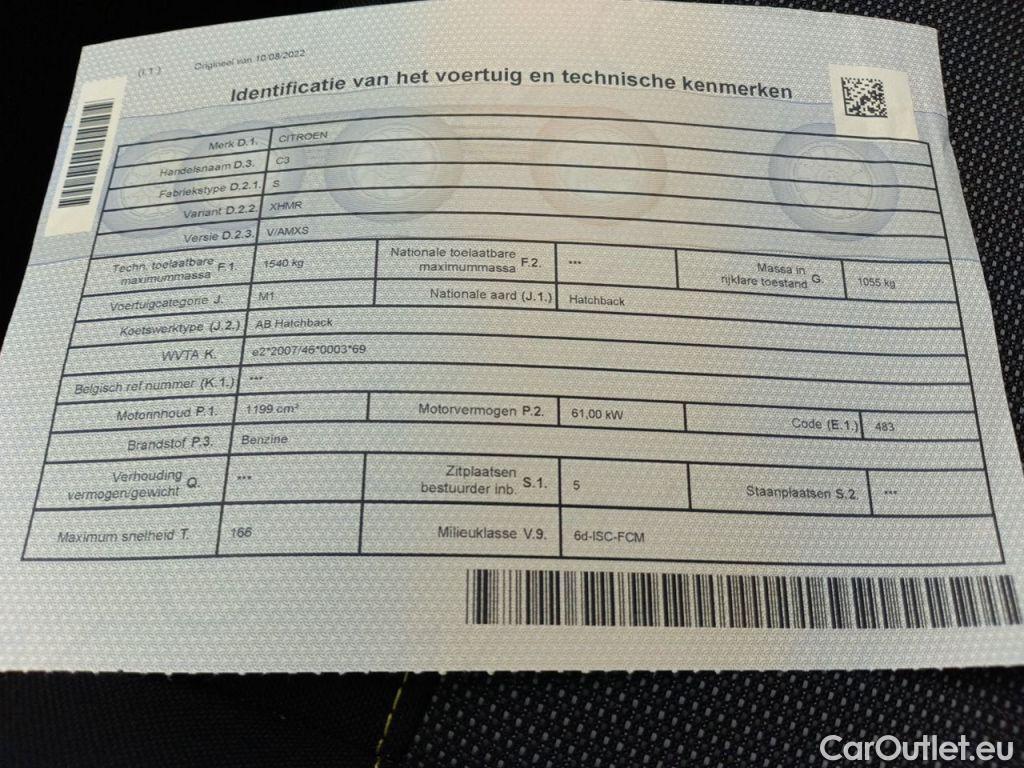 (I.1.) Origineel van 10/08/2022
Identificatie van het voertuig en technische kenmerken
Merk D.1. CITROEN
Handelsnaam D.3. C3
Fabriekstype D.2.1. S
Variant D.2.2. XHMR
Versie D.2.3. V/AMXS
Techn. toelaatbare maximummassa F.1. 1540 kg Nationale toelaatbare maximummassa F.2. *** Massa in rijklare toestand G. 1055 kg
Voertuigcategorie J. M1 Nationale aard (J.1.) Hatchback
Koetswerktype (J.2.) AB Hatchback
WVTA K. e2*2007/46*0003*69
Belgisch ref.nummer (K.1.) ***
Motorinhoud P.1. 1199 cm³ Motorvermogen P.2. 61,00 kW Code (E.1.) 483
Brandstof P.3. Benzine
Verhouding vermogen/gewicht Q. *** Zitplaatsen bestuurder inb. S.1. 5 Staanplaatsen S.2. ***
Maximum snelheid T. 166 Milieuklasse V.9. 6d-ISC-FCM
CarOutlet.eu